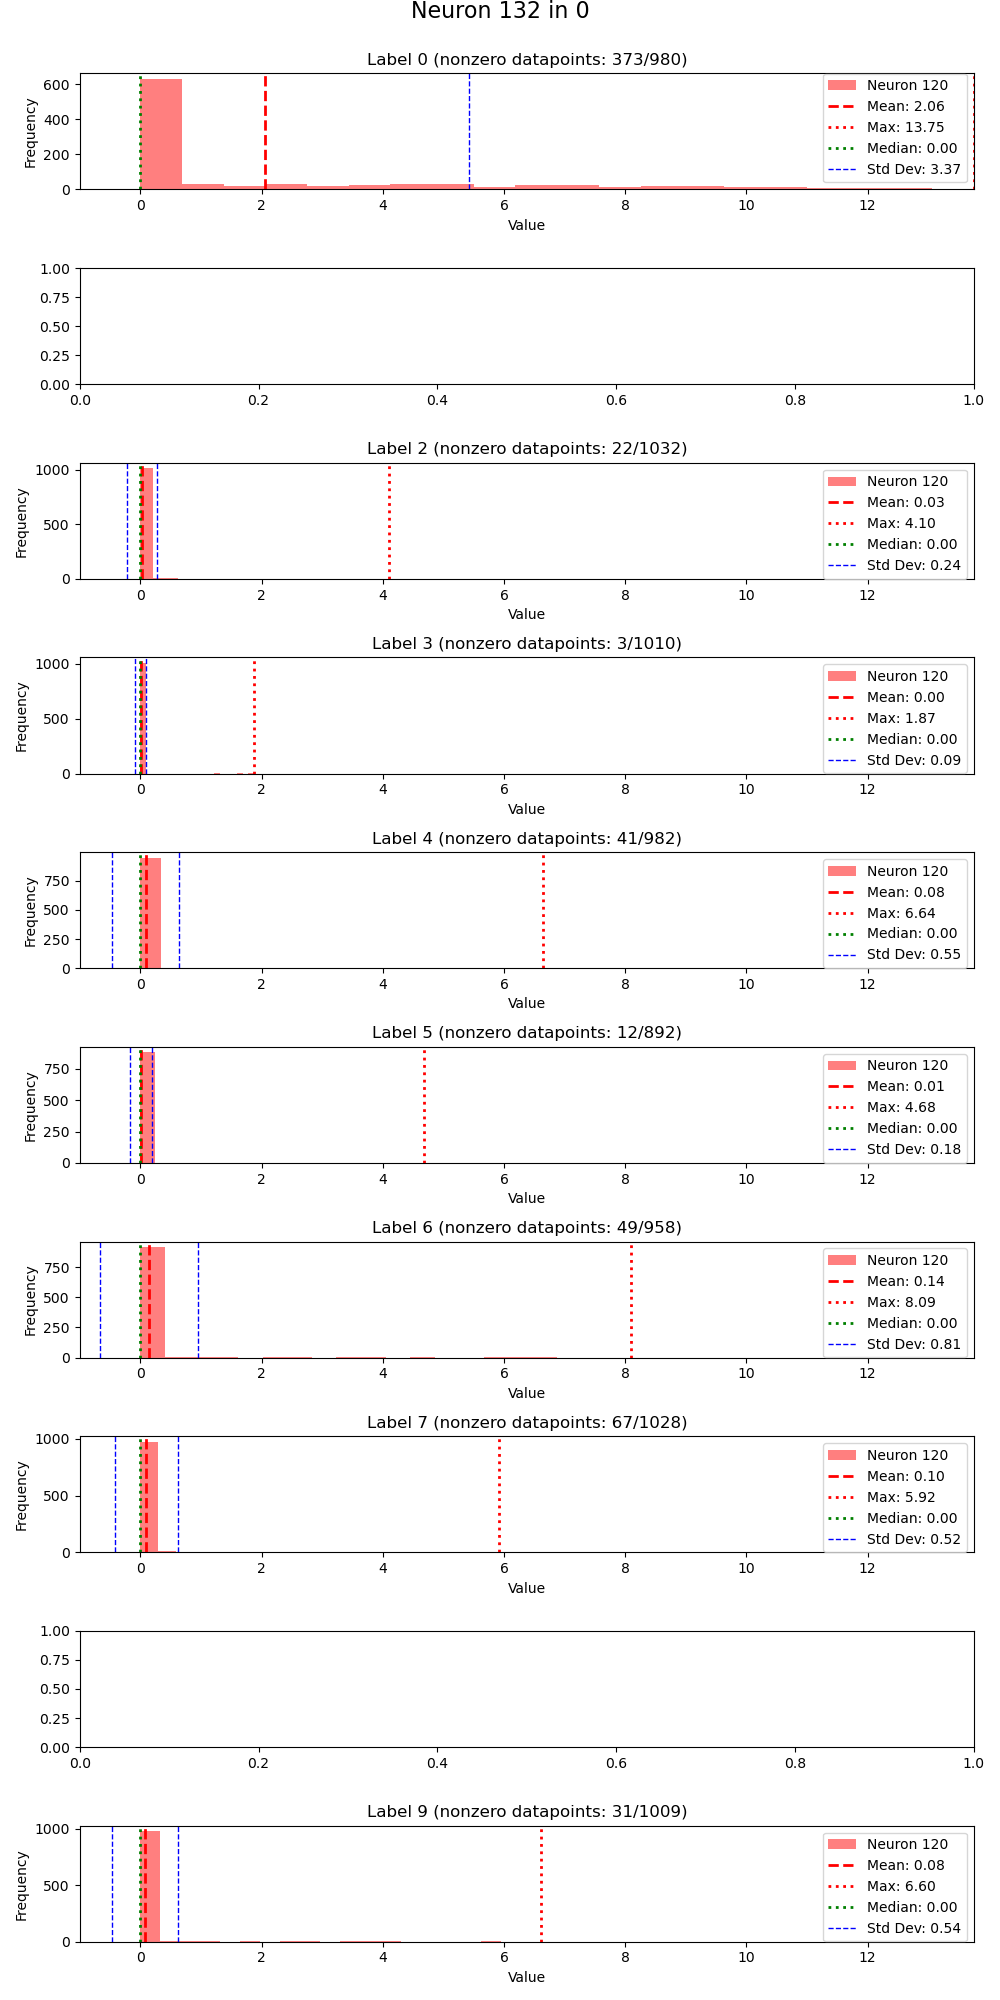 Neuron 132 in 0
Label 0 (nonzero datapoints: 373/980)
600
400
200
0
Frequency
Neuron 120
Mean: 2.06
Max: 13.75
Median: 0.00
Std Dev: 3.37
0 2 4 6 8 10 12
Value
1.00
0.75
0.50
0.25
0.00
0.0 0.2 0.4 0.6 0.8 1.0
Label 2 (nonzero datapoints: 22/1032)
1000
500
0
Frequency
Neuron 120
Mean: 0.03
Max: 4.10
Median: 0.00
Std Dev: 0.24
0 2 4 6 8 10 12
Value
Label 3 (nonzero datapoints: 3/1010)
1000
500
0
Frequency
Neuron 120
Mean: 0.00
Max: 1.87
Median: 0.00
Std Dev: 0.09
0 2 4 6 8 10 12
Value
Label 4 (nonzero datapoints: 41/982)
750
500
250
0
Frequency
Neuron 120
Mean: 0.08
Max: 6.64
Median: 0.00
Std Dev: 0.55
0 2 4 6 8 10 12
Value
Label 5 (nonzero datapoints: 12/892)
750
500
250
0
Frequency
Neuron 120
Mean: 0.01
Max: 4.68
Median: 0.00
Std Dev: 0.18
0 2 4 6 8 10 12
Value
Label 6 (nonzero datapoints: 49/958)
750
500
250
0
Frequency
Neuron 120
Mean: 0.14
Max: 8.09
Median: 0.00
Std Dev: 0.81
0 2 4 6 8 10 12
Value
Label 7 (nonzero datapoints: 67/1028)
1000
500
0
Frequency
Neuron 120
Mean: 0.10
Max: 5.92
Median: 0.00
Std Dev: 0.52
0 2 4 6 8 10 12
Value
1.00
0.75
0.50
0.25
0.00
0.0 0.2 0.4 0.6 0.8 1.0
Label 9 (nonzero datapoints: 31/1009)
1000
500
0
Frequency
Neuron 120
Mean: 0.08
Max: 6.60
Median: 0.00
Std Dev: 0.54
0 2 4 6 8 10 12
Value